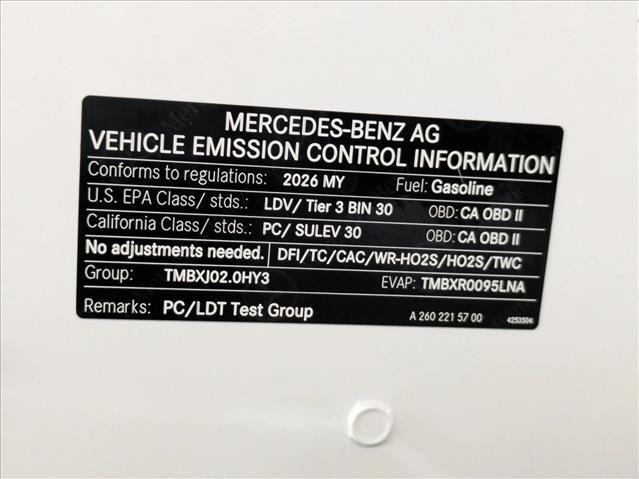 MERCEDES-BENZ AG
VEHICLE EMISSION CONTROL INFORMATION
Conforms to regulations: 2026 MY Fuel: Gasoline
U.S. EPA Class/ stds.: LDV/ Tier 3 BIN 30 OBD: CA OBD II
California Class/ stds.: PC/ SULEV 30 OBD: CA OBD II
No adjustments needed. DFI/TC/CAC/WR-HO2S/HO2S/TWC
Group: TMBXJ02.0HY3 EVAP: TMBXR0095LNA
Remarks: PC/LDT Test Group A 260 221 57 00 4253504